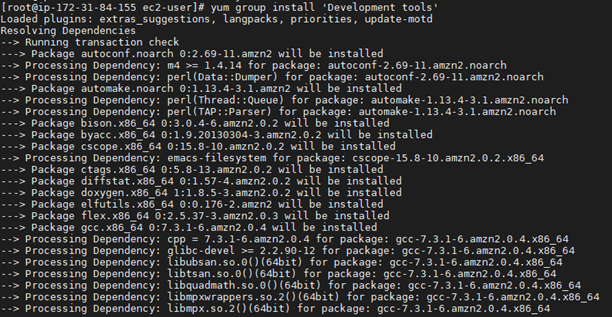 [root@ip-172-31-84-155 ec2-user]# yum group install 'Development tools'
Loaded plugins: extras_suggestions, langpacks, priorities, update-motd
Resolving Dependencies
--> Running transaction check
---> Package autoconf.noarch 0:2.69-11.amzn2 will be installed
--> Processing Dependency: m4 >= 1.4.14 for package: autoconf-2.69-11.amzn2.noarch
--> Processing Dependency: perl(Data::Dumper) for package: autoconf-2.69-11.amzn2.noarch
---> Package automake.noarch 0:1.13.4-3.1.amzn2 will be installed
--> Processing Dependency: perl(Thread::Queue) for package: automake-1.13.4-3.1.amzn2.noarch
--> Processing Dependency: perl(TAP::Parser) for package: automake-1.13.4-3.1.amzn2.noarch
---> Package bison.x86_64 0:3.0.4-6.amzn2.0.2 will be installed
---> Package byacc.x86_64 0:1.9.20130304-3.amzn2.0.2 will be installed
---> Package cscope.x86_64 0:15.8-10.amzn2.0.2 will be installed
--> Processing Dependency: emacs-filesystem for package: cscope-15.8-10.amzn2.0.2.x86_64
---> Package ctags.x86_64 0:5.8-13.amzn2.0.2 will be installed
---> Package diffstat.x86_64 0:1.57-4.amzn2.0.2 will be installed
---> Package doxygen.x86_64 1:1.8.5-3.amzn2.0.2 will be installed
---> Package elfutils.x86_64 0:0.176-2.amzn2 will be installed
---> Package flex.x86_64 0:2.5.37-3.amzn2.0.3 will be installed
---> Package gcc.x86_64 0:7.3.1-6.amzn2.0.4 will be installed
--> Processing Dependency: cpp = 7.3.1-6.amzn2.0.4 for package: gcc-7.3.1-6.amzn2.0.4.x86_64
--> Processing Dependency: glibc-devel >= 2.2.90-12 for package: gcc-7.3.1-6.amzn2.0.4.x86_64
--> Processing Dependency: libubsan.so.0()(64bit) for package: gcc-7.3.1-6.amzn2.0.4.x86_64
--> Processing Dependency: libtsan.so.0()(64bit) for package: gcc-7.3.1-6.amzn2.0.4.x86_64
--> Processing Dependency: libquadmath.so.0()(64bit) for package: gcc-7.3.1-6.amzn2.0.4.x86_64
--> Processing Dependency: libmpxwrappers.so.2()(64bit) for package: gcc-7.3.1-6.amzn2.0.4.x86_64
--> Processing Dependency: libmpx.so.2()(64bit) for package: gcc-7.3.1-6.amzn2.0.4.x86_64